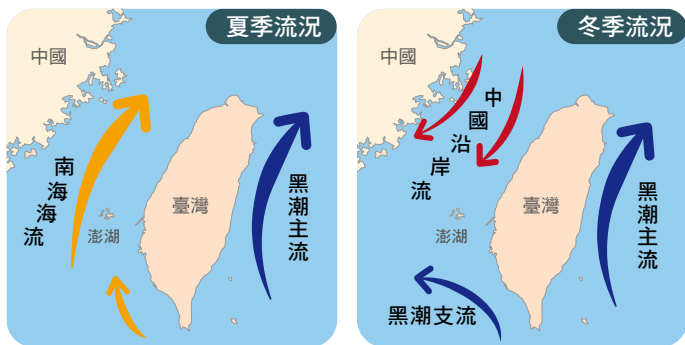 夏季流況
中國
南海海流
澎湖
臺灣
黑潮主流
冬季流況
中國
中國沿岸流
澎湖
臺灣
黑潮主流
黑潮支流